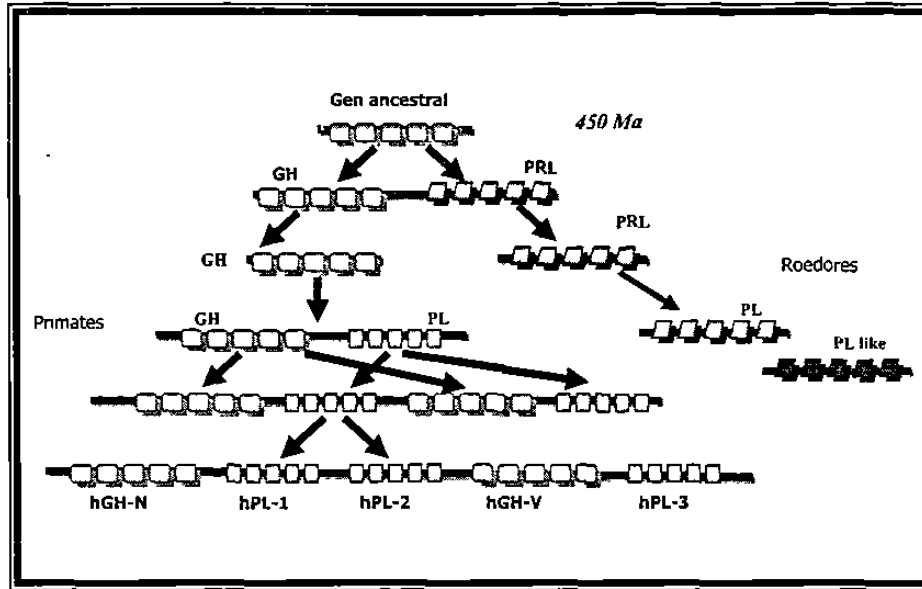 Gen ancestral
450 Ma
GH
PRL
PRL
GH
Roedores
Primates
GH
PL
PL
PL like
hGH-N
hPL-1
hPL-2
hGH-V
hPL-3